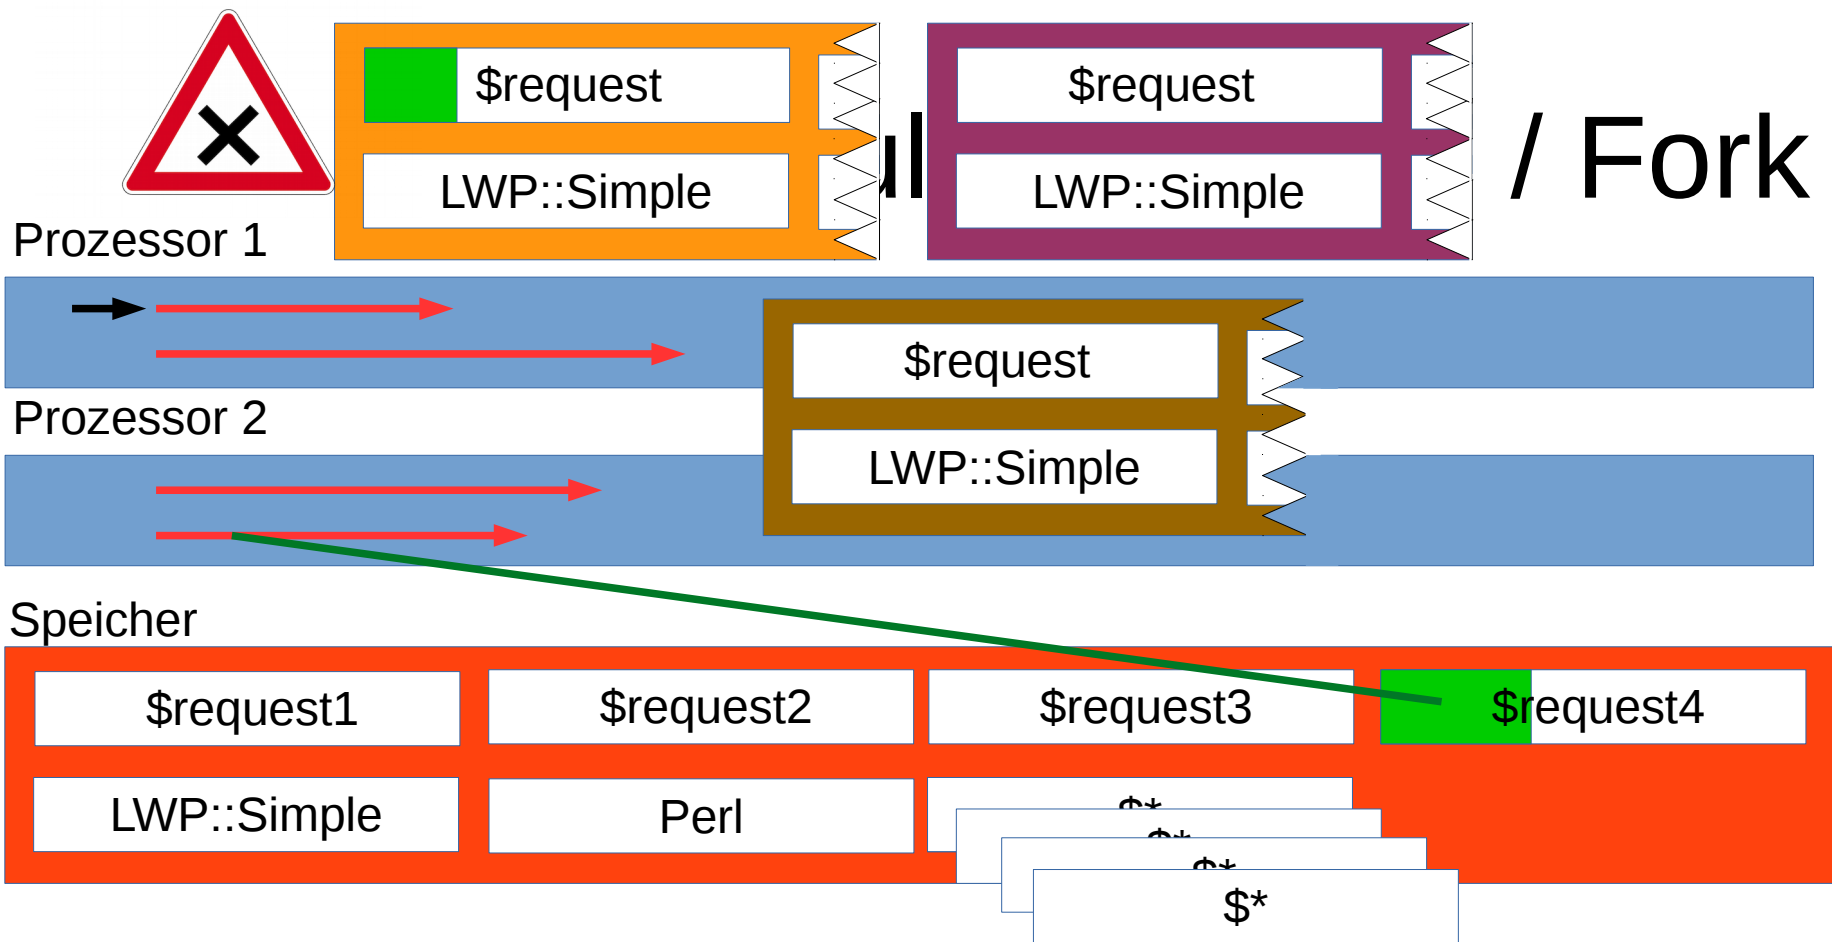 $request
LWP::Simple
$request
LWP::Simple
/ Fork
Prozessor 1
$request
LWP::Simple
Prozessor 2
Speicher
$request1
$request2
$request3
$request4
LWP::Simple
Perl
$*
$*
$*
$*